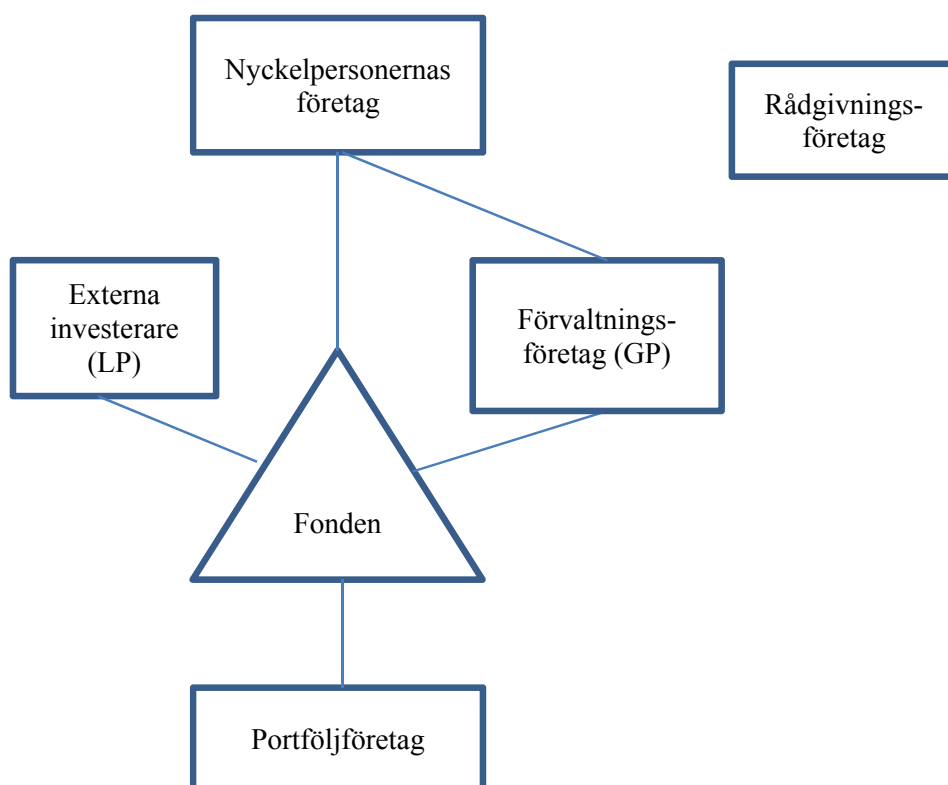 Nyckelpersonernas
företag
Rådgivnings-
företag
Externa
investerare
(LP)
Förvaltnings-
företag (GP)
Fonden
Portföljföretag